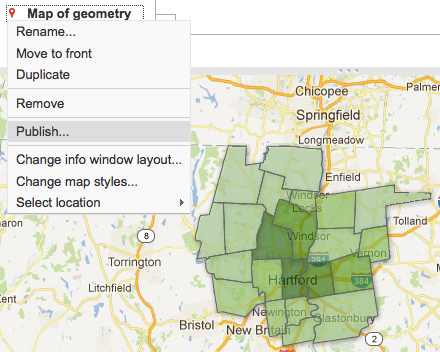 Map of geometry
Rename...
Move to front
Duplicate
Remove
Publish...
Change info window layout...
Change map styles...
Select location
Chicopee
Palmer
Springfield
Longmeadow
Enfield
Windsor
Locks
Tolland
Windsor
8
Vernon
Torrington
291
Hartford
384
Litchfield
Newington
Glastonbury
Bristol
New Britain
2
Kent